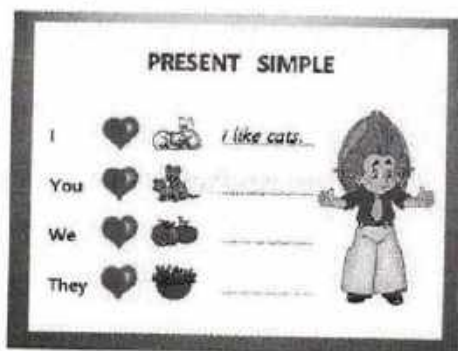 PRESENT SIMPLE
I i like cats.
You
We
They